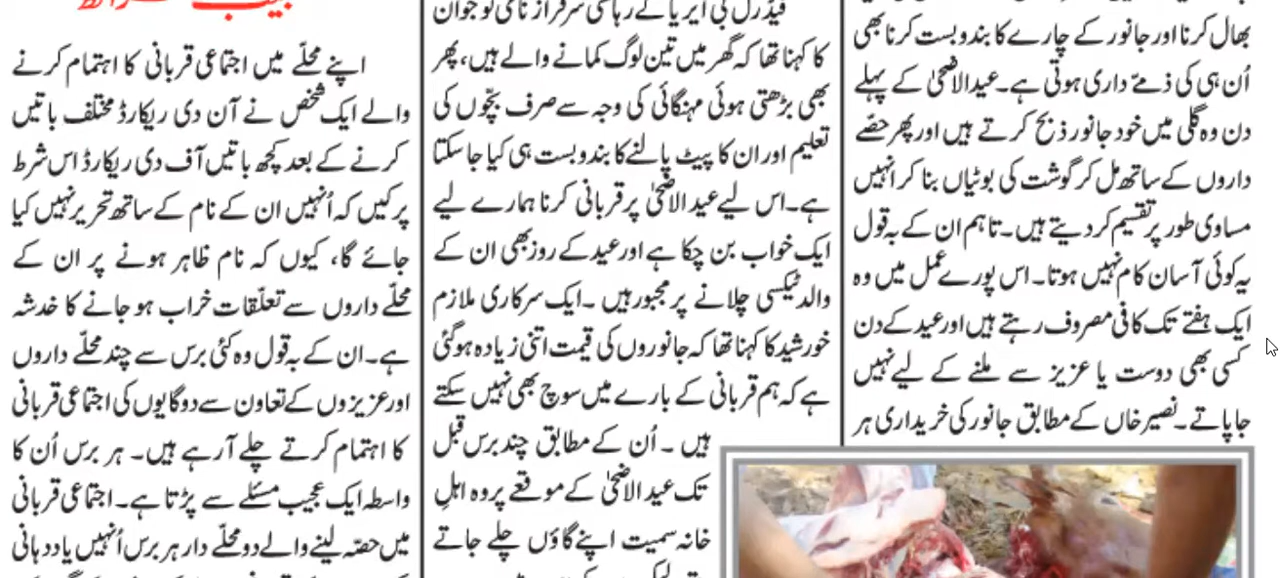 بھال کرنا اور جانور کے چارے کا بندوبست کرنا بھی
اُن ہی کی ذمے داری ہوتی ہے۔ عیدالاضحیٰ کے پہلے
دن وہ گلی میں خود جانور ذبح کرتے ہیں اور پھر حصّے
داروں کے ساتھ مل کر گوشت کی بوٹیاں بنا کر انہیں
مساوی طور پر تقسیم کر دیتے ہیں۔ تاہم ان کے بہ قول
یہ کوئی آسان کام نہیں ہوتا۔ اس پورے عمل میں وہ
ایک ہفتے تک کافی مصروف رہتے ہیں اور عید کے دن
کسی بھی دوست یا عزیز سے ملنے کے لیے نہیں
جا پاتے۔ نصیر خاں کے مطابق جانور کی خریداری ہر
فیڈرل بی ایریا کے رہائشی سرفراز نامی نوجوان
کا کہنا تھا کہ گھر میں تین لوگ کمانے والے ہیں، پھر
بھی بڑھتی ہوئی مہنگائی کی وجہ سے صرف بچّوں کی
تعلیم اور ان کا پیٹ پالنے کا بندوبست ہی کیا جاسکتا
ہے۔ اس لیے عید الاضحیٰ پر قربانی کرنا ہمارے لیے
ایک خواب بن چکا ہے اور عید کے روز بھی ان کے
والد ٹیکسی چلانے پر مجبور ہیں ۔ ایک سرکاری ملازم
خورشید کا کہنا تھا کہ جانوروں کی قیمت اتنی زیادہ ہوگئی
ہے کہ ہم قربانی کے بارے میں سوچ بھی نہیں سکتے
ہیں ۔ اُن کے مطابق چند برس قبل
تک عید الاضحیٰ کے موقعے پر وہ اہلِ
خانہ سمیت اپنے گاؤں چلے جاتے
اپنے محلّے میں اجتماعی قربانی کا اہتمام کرنے
والے ایک شخص نے آن دی ریکارڈ مختلف باتیں
کرنے کے بعد کچھ باتیں آف دی ریکارڈ اس شرط
پر کیں کہ اُنہیں ان کے نام کے ساتھ تحریر نہیں کیا
جائے گا، کیوں کہ نام ظاہر ہونے پر ان کے
محلّے داروں سے تعلّقات خراب ہو جانے کا خدشہ
ہے۔ ان کے بہ قول وہ کئی برس سے چند محلّے داروں
اور عزیزوں کے تعاون سے دو گایوں کی اجتماعی قربانی
کا اہتمام کرتے چلے آرہے ہیں۔ ہر برس اُن کا
واسطہ ایک عجیب مسئلے سے پڑتا ہے۔ اجتماعی قربانی
میں حصّہ لینے والے دو محلّے دار ہر برس اُنہیں یاد دہانی